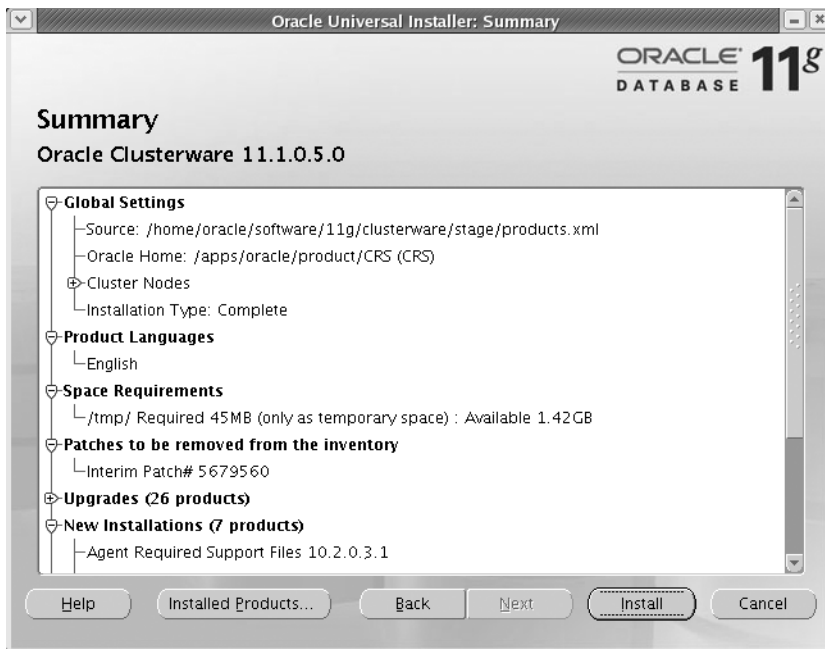 Oracle Universal Installer: Summary
ORACLE 11g
DATABASE
Summary
Oracle Clusterware 11.1.0.5.0
Global Settings
Source: /home/oracle/software/11g/clusterware/stage/products.xml
Oracle Home: /apps/oracle/product/CRS (CRS)
Cluster Nodes
Installation Type: Complete
Product Languages
English
Space Requirements
/tmp/ Required 45MB (only as temporary space) : Available 1.42GB
Patches to be removed from the inventory
Interim Patch# 5679560
Upgrades (26 products)
New Installations (7 products)
Agent Required Support Files 10.2.0.3.1
Help Installed Products... Back Next Install Cancel